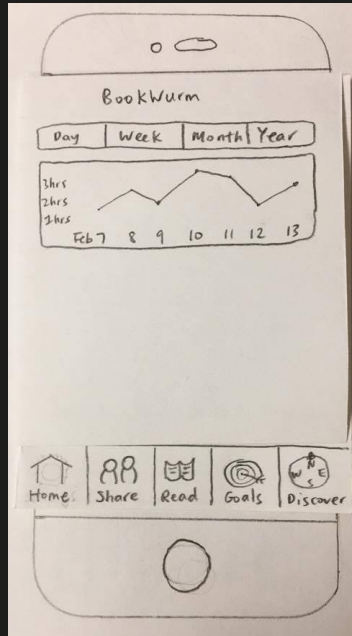 BookWurm
Day Week Month Year
3hrs
2hrs
1hrs
Feb 7 8 9 10 11 12 13
N
W E
S
Home Share Read Goals Discover